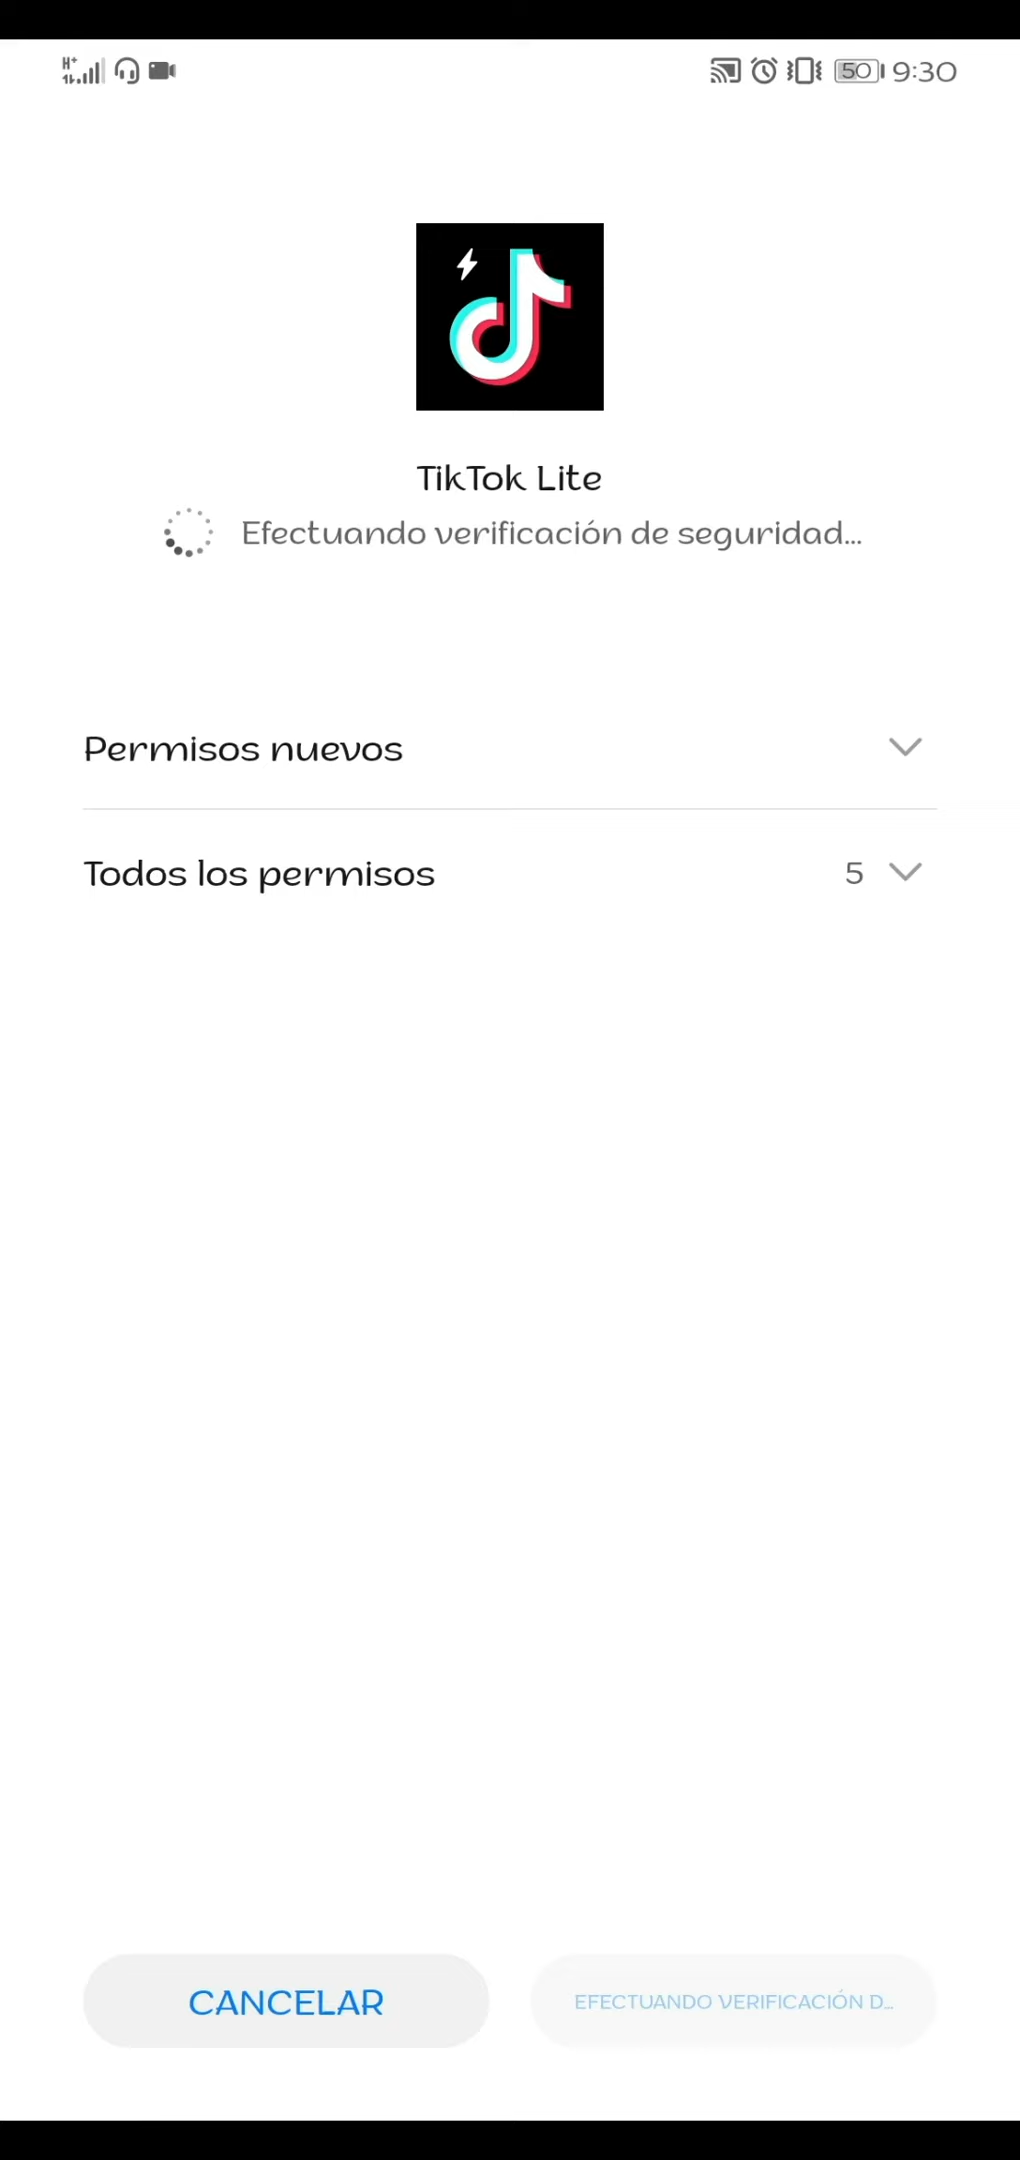 H+
50 9:30
TikTok Lite
Efectuando verificación de seguridad...
Permisos nuevos
Todos los permisos 5
CANCELAR
EFECTUANDO VERIFICACIÓN D...